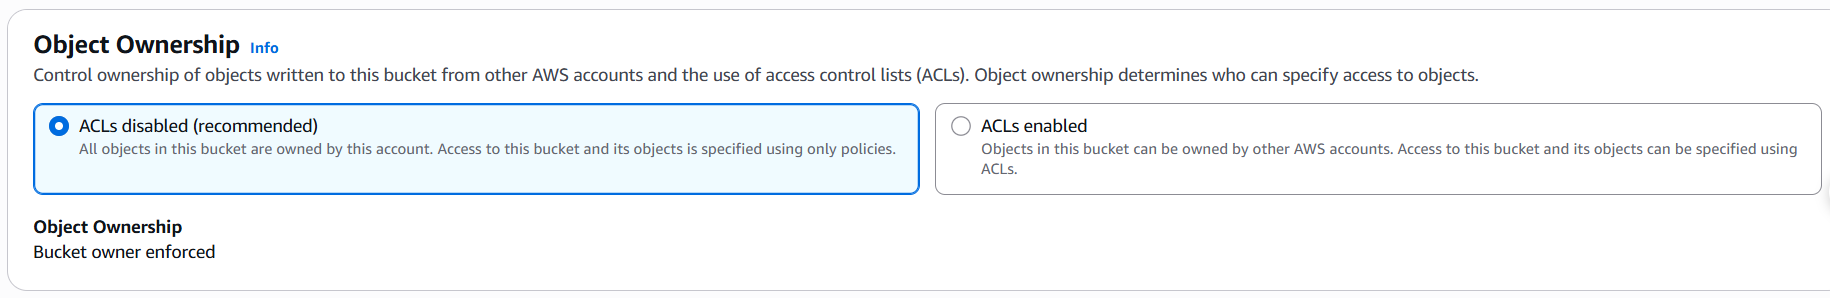 Object Ownership Info
Control ownership of objects written to this bucket from other AWS accounts and the use of access control lists (ACLs). Object ownership determines who can specify access to objects.
ACLs disabled (recommended)
All objects in this bucket are owned by this account. Access to this bucket and its objects is specified using only policies.
ACLs enabled
Objects in this bucket can be owned by other AWS accounts. Access to this bucket and its objects can be specified using
ACLs.
Object Ownership
Bucket owner enforced